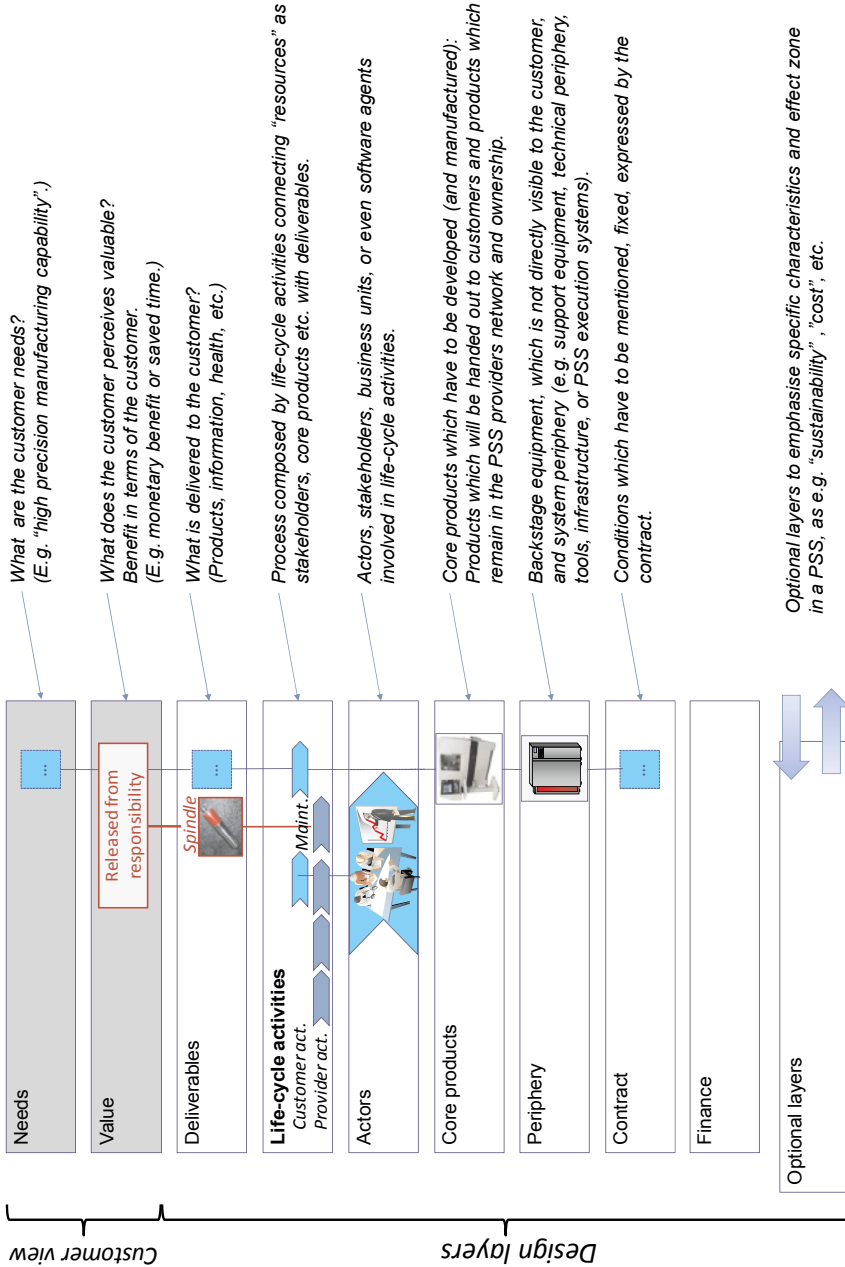 Customer view
Design layers
Needs
Value
Deliverables
Life-cycle activities
Customer act.
Provider act.
Actors
Core products
Periphery
Contract
Finance
Optional layers
...
Released from
responsibility
Spindle
...
Maint.
...
What are the customer needs?
(E.g. “high precision manufacturing capability”.)
What does the customer perceives valuable?
Benefit in terms of the customer.
(E.g. monetary benefit or saved time.)
What is delivered to the customer?
(Products, information, health, etc.)
Process composed by life-cycle activities connecting “resources” as
stakeholders, core products etc. with deliverables.
Actors, stakeholders, business units, or even software agents
involved in life-cycle activities.
Core products which have to be developed (and manufactured):
Products which will be handed out to customers and products which
remain in the PSS providers network and ownership.
Backstage equipment, which is not directly visible to the customer,
and system periphery (e.g. support equipment, technical periphery,
tools, infrastructure, or PSS execution systems).
Conditions which have to be mentioned, fixed, expressed by the
contract.
Optional layers to emphasise specific characteristics and effect zone
in a PSS, as e.g. “sustainability” ,”cost”, etc.